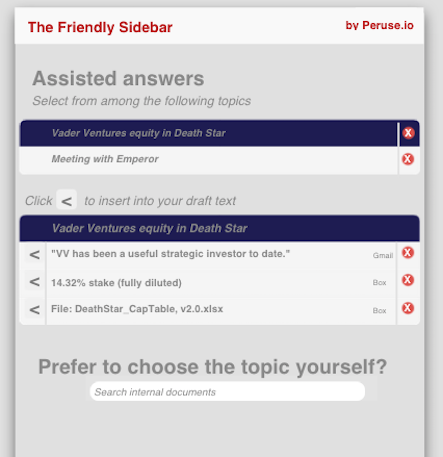 The Friendly Sidebar
by Peruse.io
Assisted answers
Select from among the following topics
Vader Ventures equity in Death Star X
Meeting with Emperor X
Click < to insert into your draft text
Vader Ventures equity in Death Star
< "VV has been a useful strategic investor to date." Gmail X
< 14.32% stake (fully diluted) Box X
< File: DeathStar_CapTable, v2.0.xlsx Box X
Prefer to choose the topic yourself?
Search internal documents